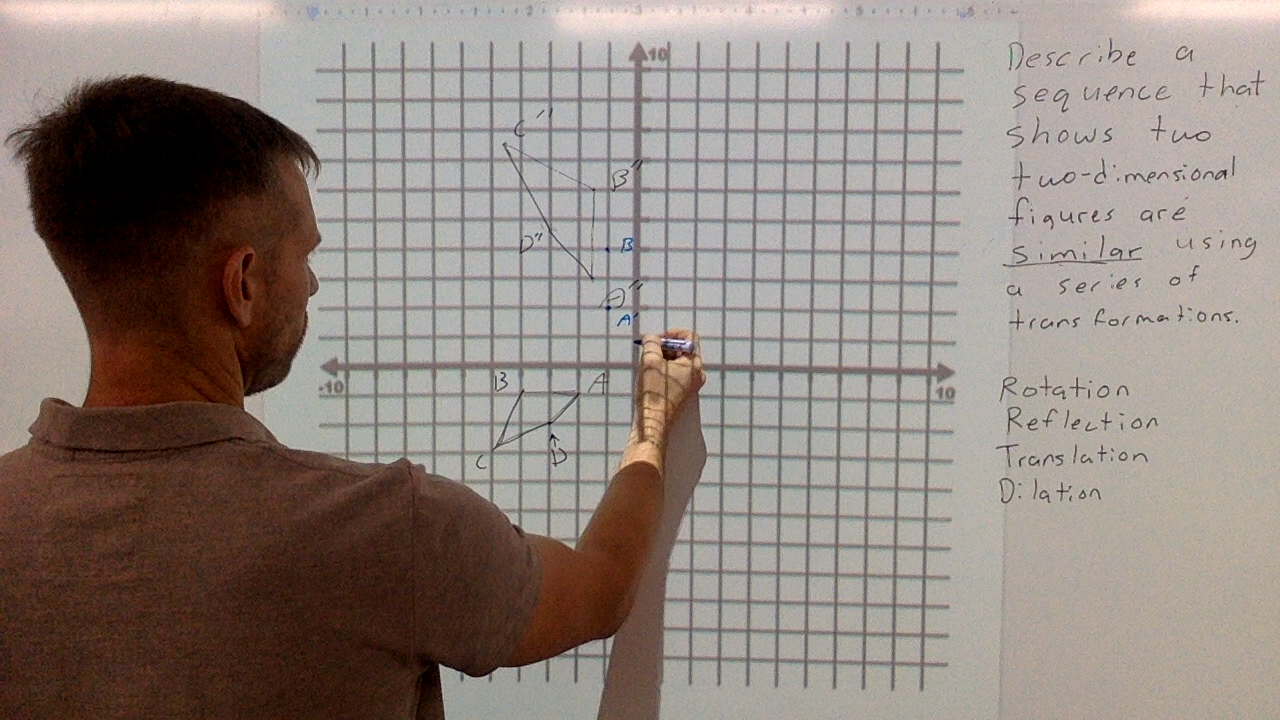 10
C"
B"
D"
B
A"
A'
-10
10
B
A
C
D
Describe a
sequence that
shows two
two-dimensional
figures are
similar using
a series of
transformations.
Rotation
Reflection
Translation
Dilation